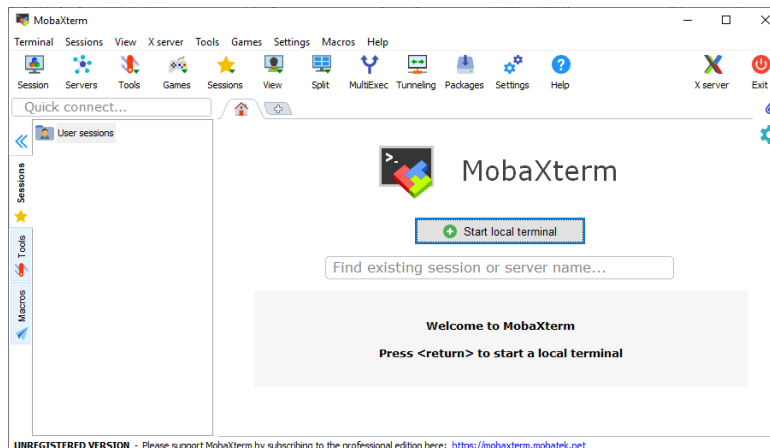 MobaXterm
Terminal Sessions View X server Tools Games Settings Macros Help
Session Servers Tools Games Sessions View Split MultiExec Tunneling Packages Settings Help X server Exit
Quick connect...
User sessions
Sessions
Tools
Macros
>_
MobaXterm
Start local terminal
Find existing session or server name...
Welcome to MobaXterm
Press <return> to start a local terminal
UNREGISTERED VERSION - Please support MobaXterm by subscribing to the professional edition here: https://mobaxterm.mobatek.net